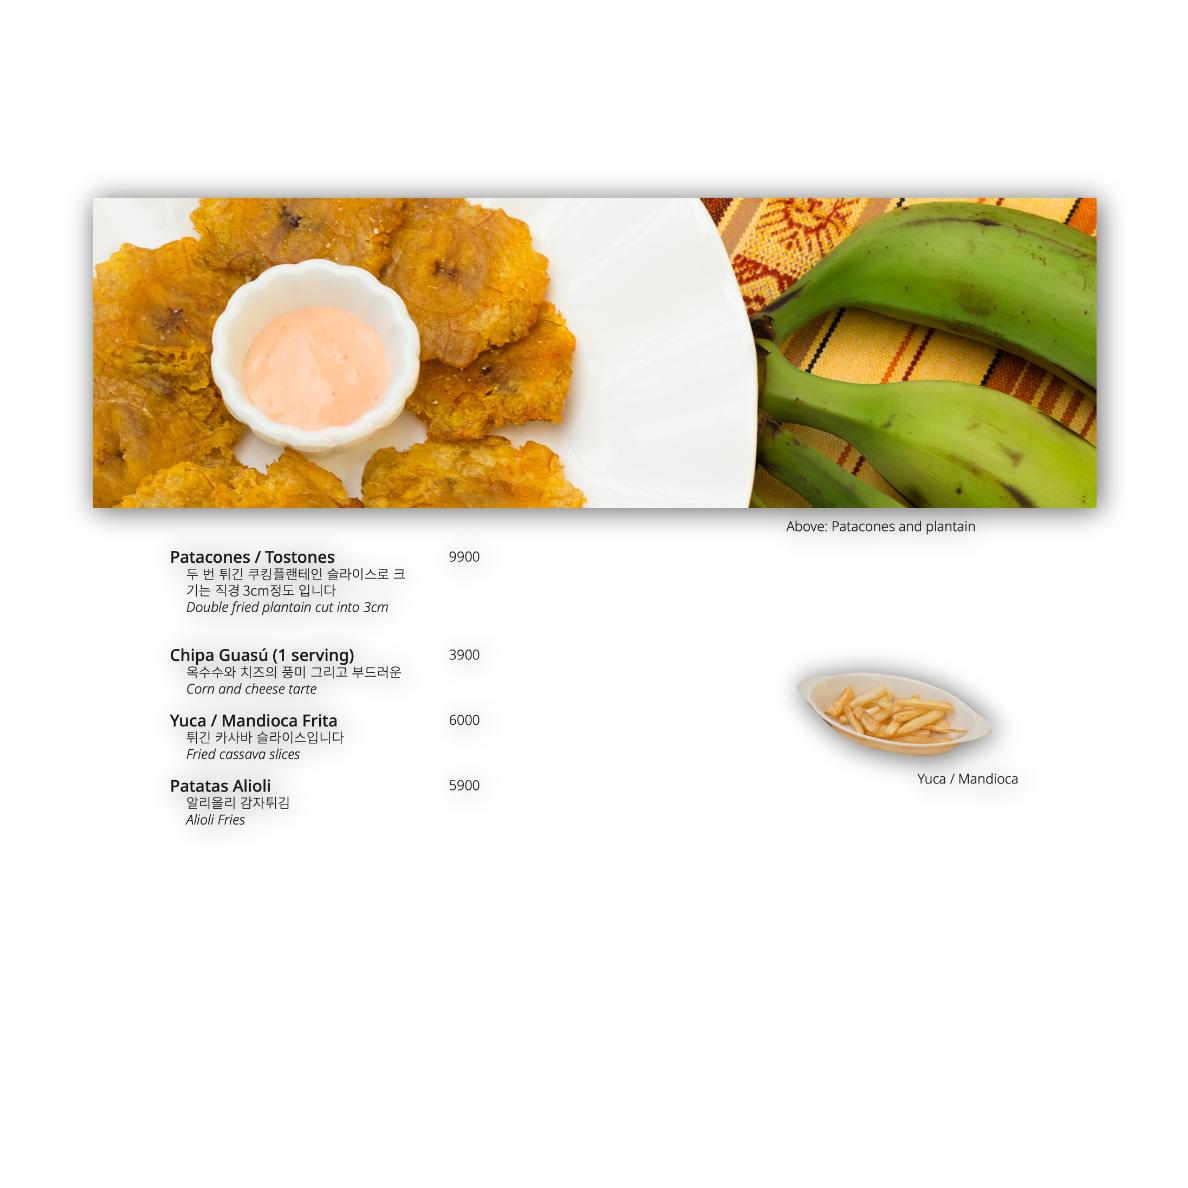 Above: Patacones and plantain
Patacones / Tostones 9900
두 번 튀긴 쿠킹플랜테인 슬라이스로 크
기는 직경 3cm정도 입니다
Double fried plantain cut into 3cm
Chipa Guasú (1 serving) 3900
옥수수와 치즈의 풍미 그리고 부드러운
Corn and cheese tarte
Yuca / Mandioca Frita 6000
튀긴 카사바 슬라이스입니다
Fried cassava slices
Yuca / Mandioca
Patatas Alioli 5900
알리올리 감자튀김
Alioli Fries